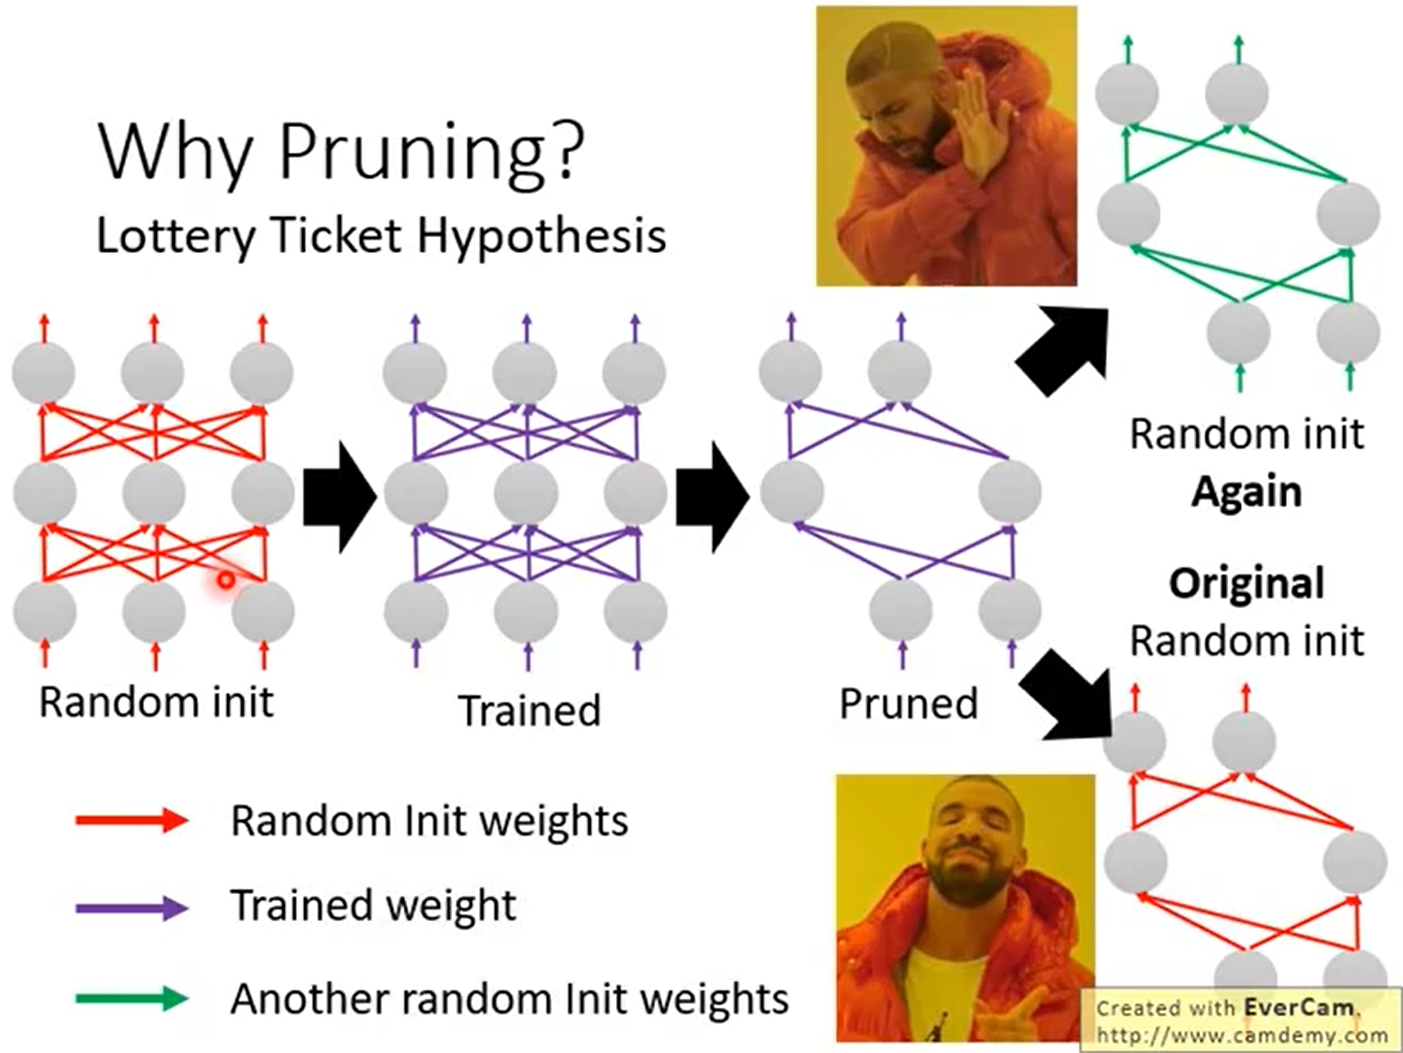 Why Pruning?
Lottery Ticket Hypothesis
Random init
Trained
Pruned
Random init
Again
Original
Random init
Random Init weights
Trained weight
Another random Init weights
Created with EverCam.
http://www.camdemy.com